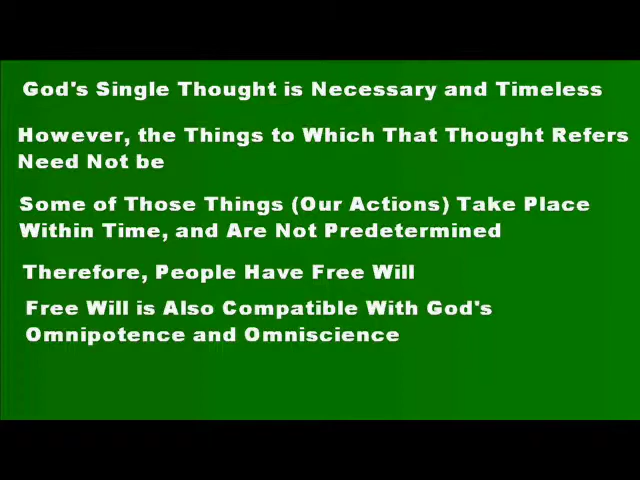 God's Single Thought is Necessary and Timeless
However, the Things to Which That Thought Refers
Need Not be
Some of Those Things (Our Actions) Take Place
Within Time, and Are Not Predetermined
Therefore, People Have Free Will
Free Will is Also Compatible With God's
Omnipotence and Omniscience